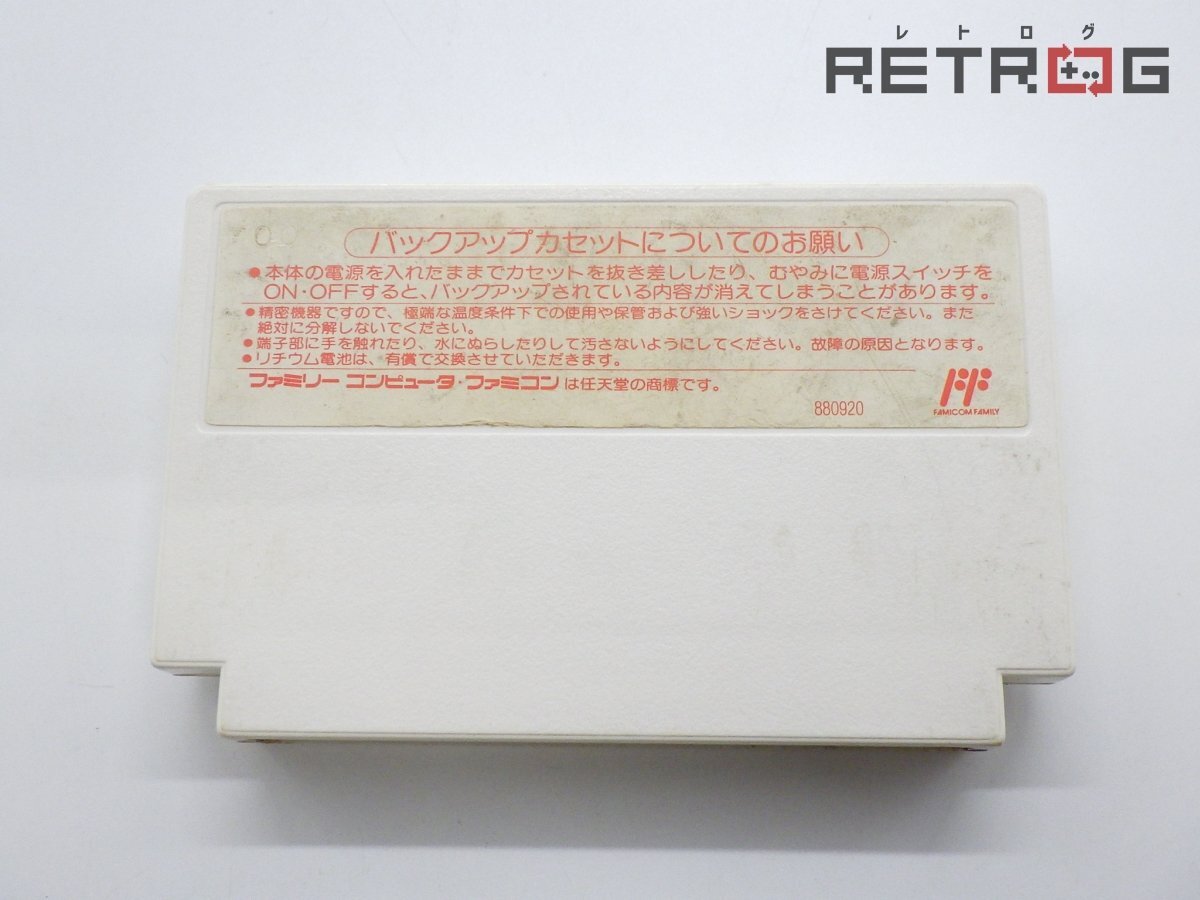 レトログ
RETROG
バックアップカセットについてのお願い
●本体の電源を入れたままでカセットを抜き差ししたり、むやみに電源スイッチを
ON・OFFすると、バックアップされている内容が消えてしまうことがあります。
●精密機器ですので、極端な温度条件下での使用や保管および強いショックをさけてください。また
絶対に分解しないでください。
●端子部に手を触れたり、水にぬらしたりして汚さないようにしてください。故障の原因となります。
●リチウム電池は、有償で交換させていただきます。
ファミリーコンピュータ・ファミコンは任天堂の商標です。
880920
FAMICOM FAMILY